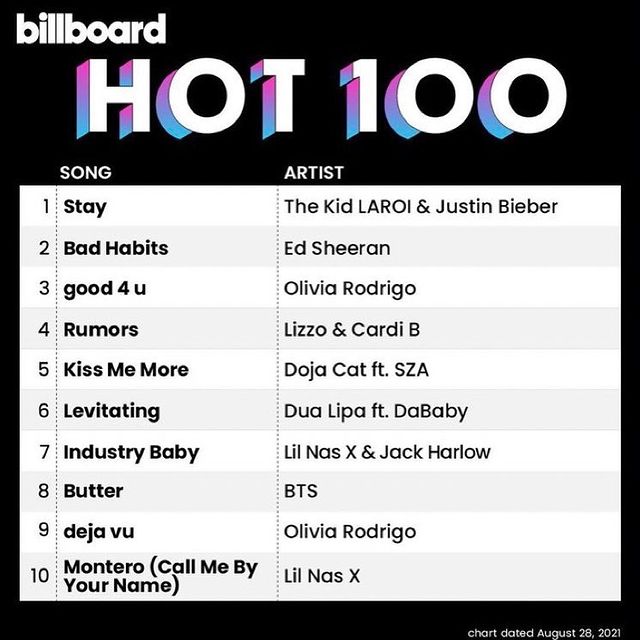 billboard
HOT 100
SONG ARTIST
1 Stay The Kid LAROI & Justin Bieber
2 Bad Habits Ed Sheeran
3 good 4 u Olivia Rodrigo
4 Rumors Lizzo & Cardi B
5 Kiss Me More Doja Cat ft. SZA
6 Levitating Dua Lipa ft. DaBaby
7 Industry Baby Lil Nas X & Jack Harlow
8 Butter BTS
9 deja vu Olivia Rodrigo
10 Montero (Call Me By
Your Name) Lil Nas X
chart dated August 28, 2021